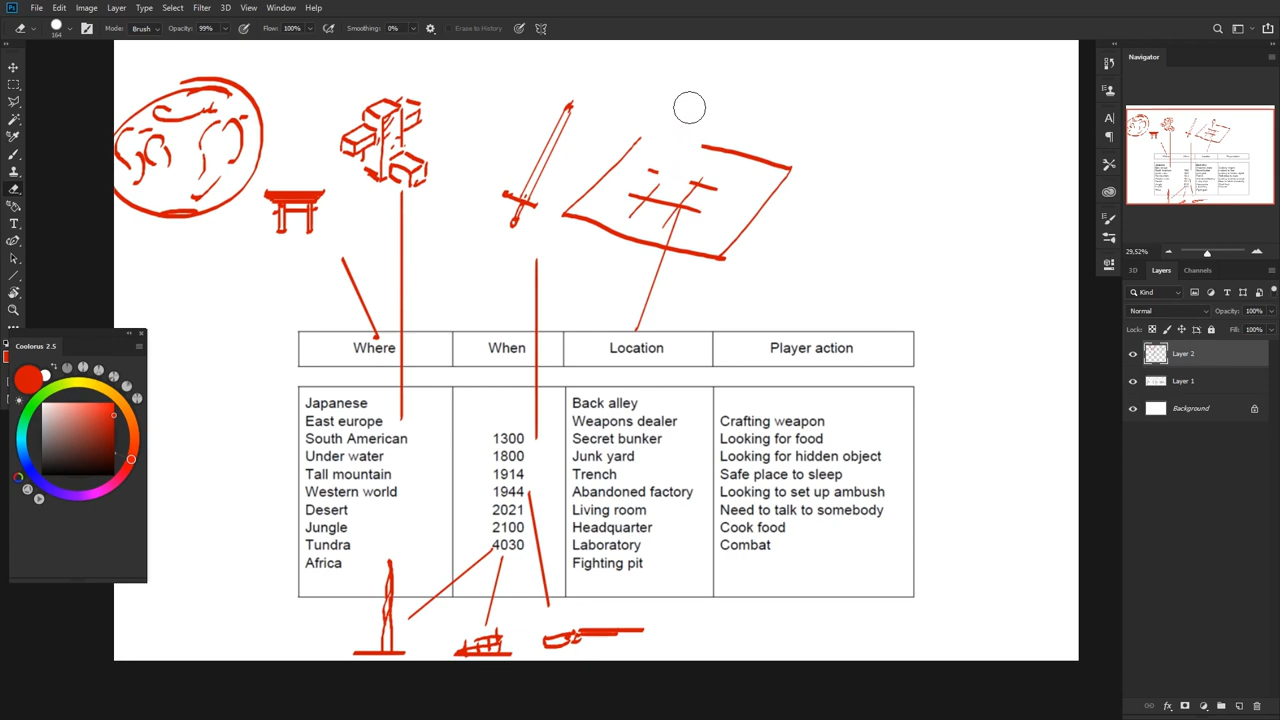 File Edit Image Layer Type Select Filter 3D View Window Help
164 Mode: Brush Opacity: 99% Flow: 100% Smoothing: 0% Erase to History
Navigator
29,52%
3D Layers Channels
Kind
Normal Opacity: 100%
Lock: Fill: 100%
Layer 2
Layer 1
Background
Coolorus 2.5
Where When Location Player action
Japanese Back alley
East europe Weapons dealer Crafting weapon
South American 1300 Secret bunker Looking for food
Under water 1800 Junk yard Looking for hidden object
Tall mountain 1914 Trench Safe place to sleep
Western world 1944 Abandoned factory Looking to set up ambush
Desert 2021 Living room Need to talk to somebody
Jungle 2100 Headquarter Cook food
Tundra 4030 Laboratory Combat
Africa Fighting pit